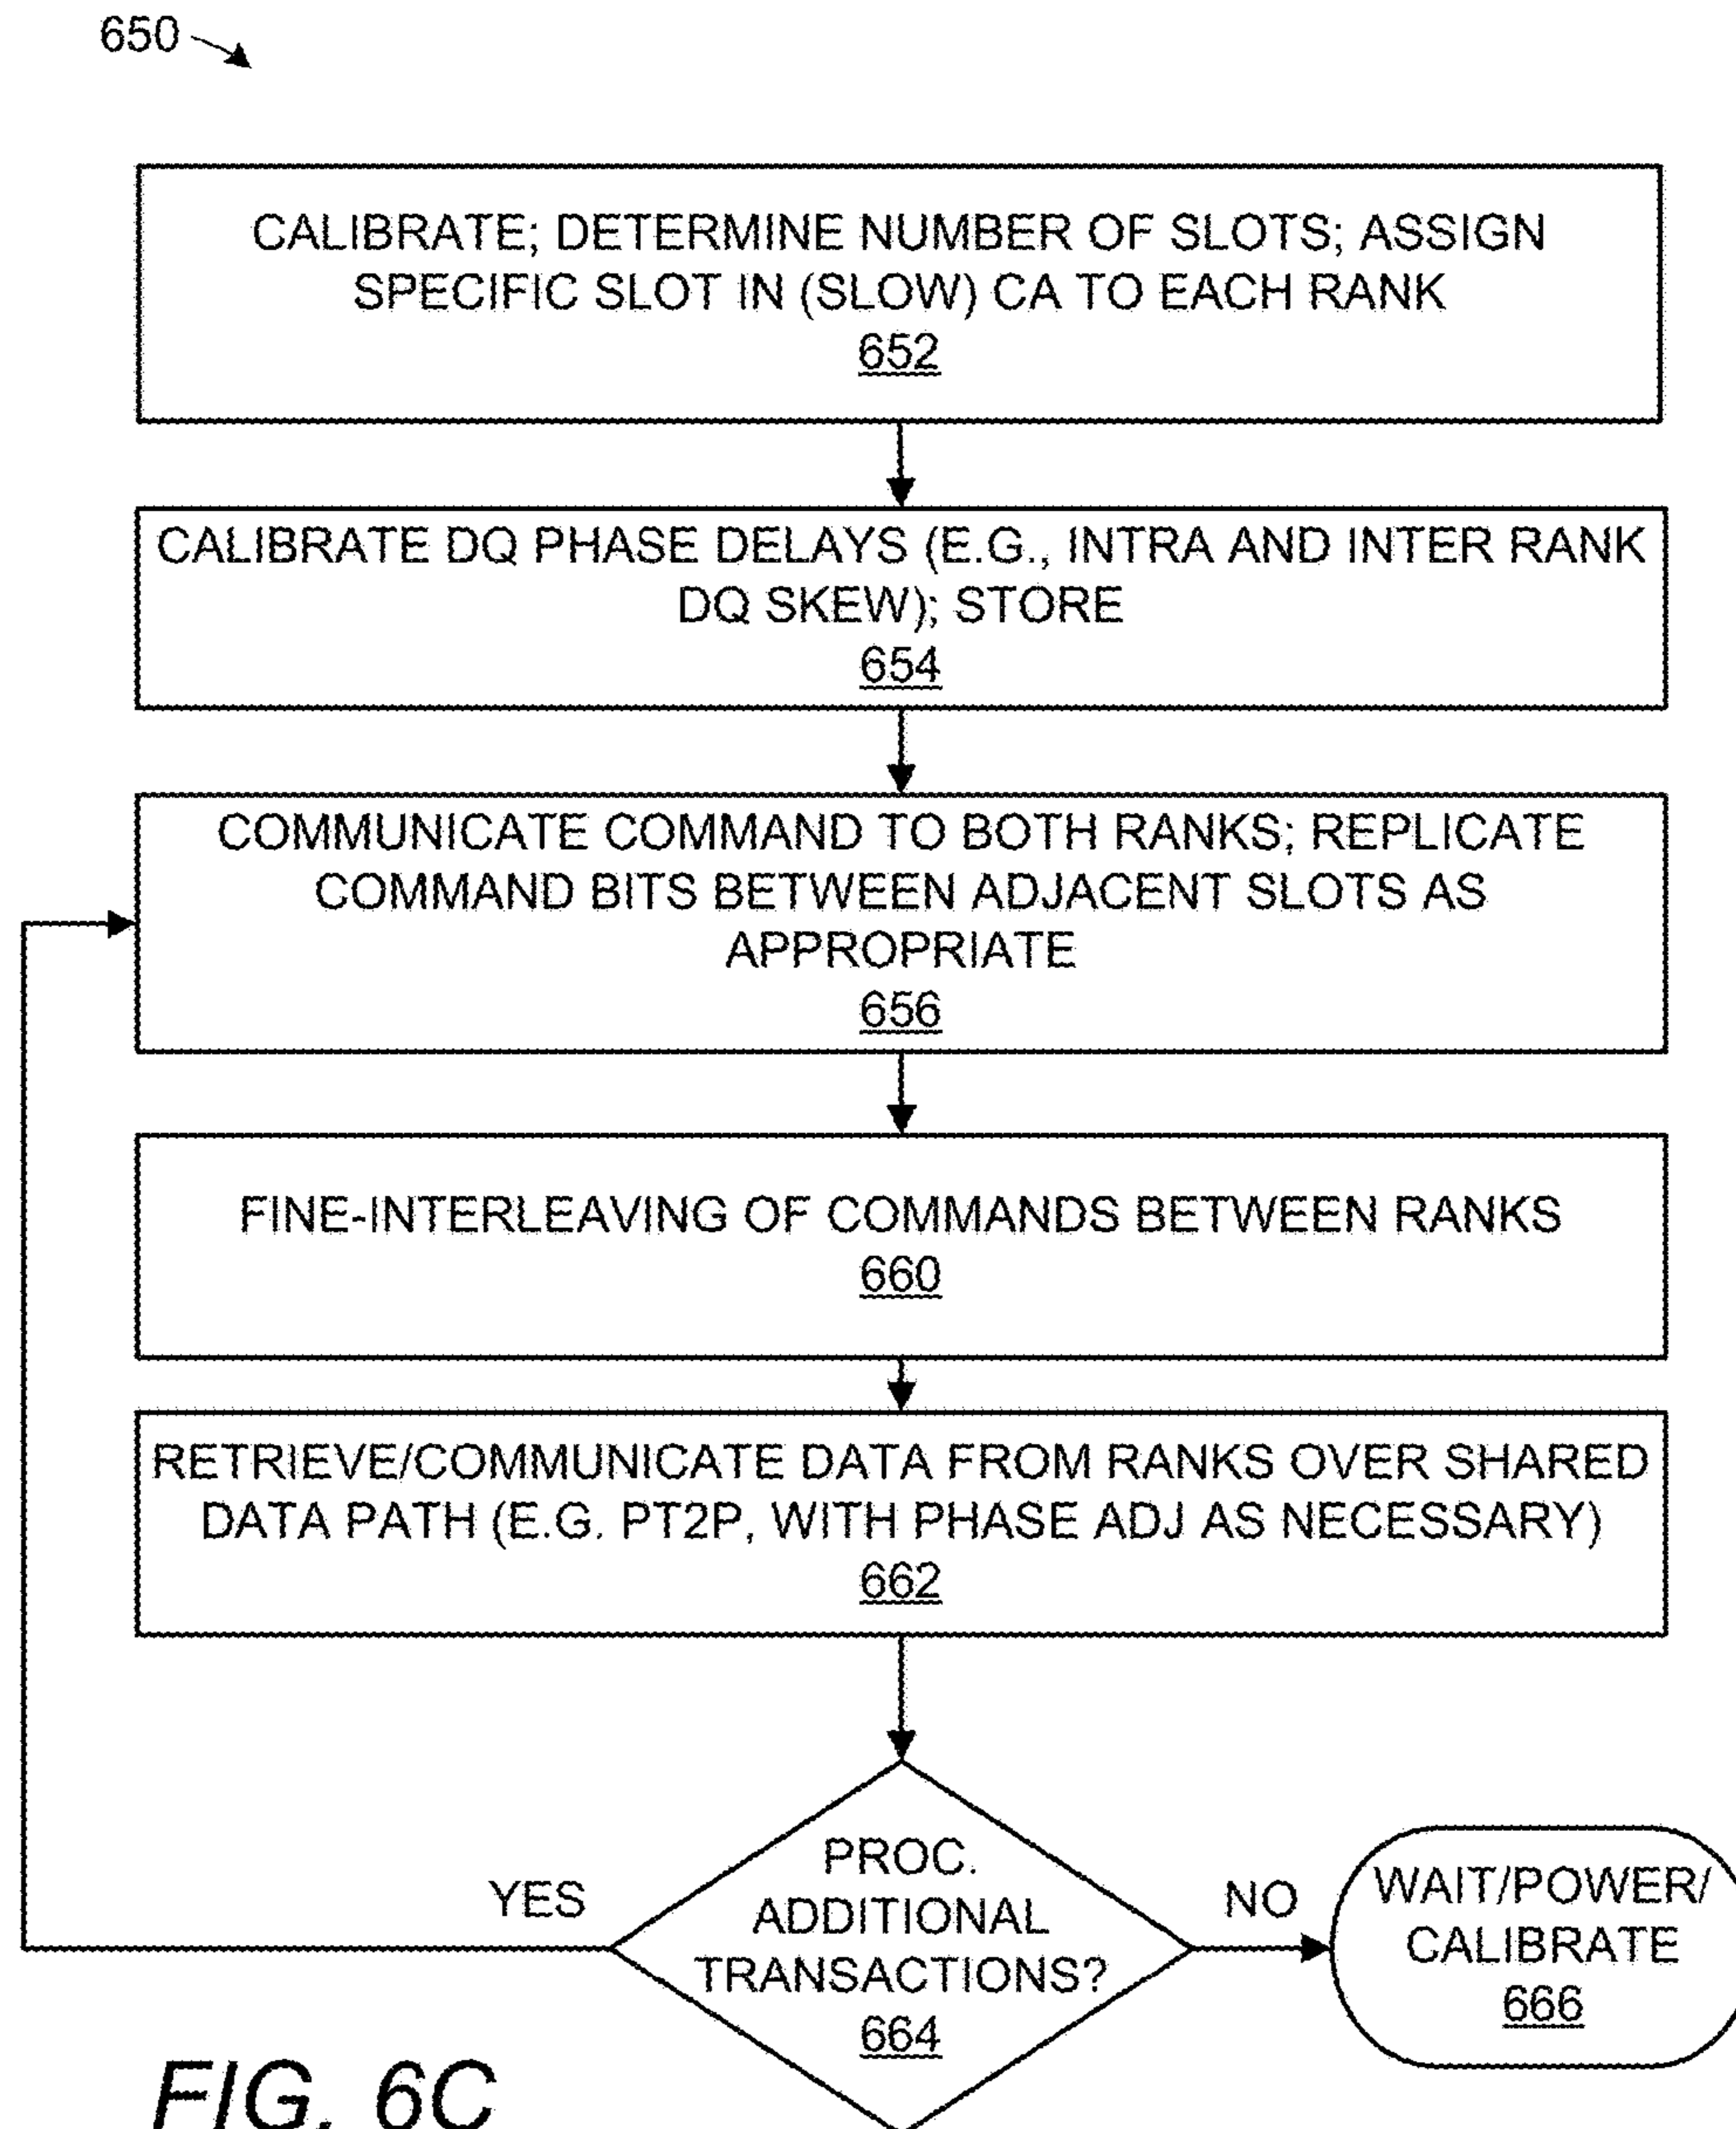 650
CALIBRATE; DETERMINE NUMBER OF SLOTS; ASSIGN
SPECIFIC SLOT IN (SLOW) CA TO EACH RANK
652
CALIBRATE DQ PHASE DELAYS (E.G., INTRA AND INTER RANK
DQ SKEW); STORE
654
COMMUNICATE COMMAND TO BOTH RANKS; REPLICATE
COMMAND BITS BETWEEN ADJACENT SLOTS AS
APPROPRIATE
656
FINE-INTERLEAVING OF COMMANDS BETWEEN RANKS
660
RETRIEVE/COMMUNICATE DATA FROM RANKS OVER SHARED
DATA PATH (E.G. PT2P, WITH PHASE ADJ AS NECESSARY)
662
PROC.
ADDITIONAL
TRANSACTIONS?
664
YES
NO
WAIT/POWER/
CALIBRATE
666
FIG. 6C